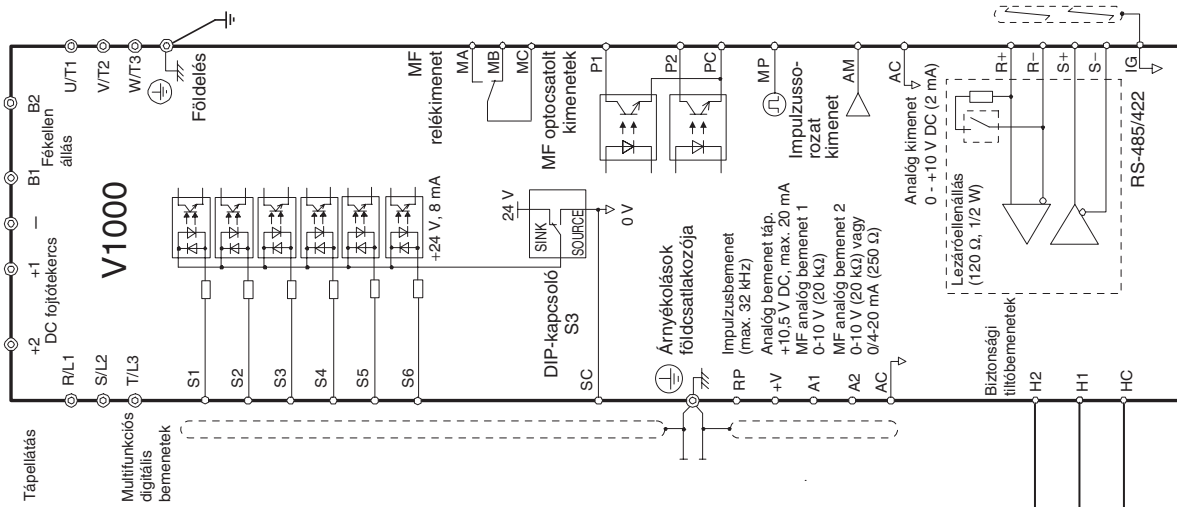 B2
Fékellen
állás
B1
–
+1
DC fojtótekercs
+2
U/T1
V/T2
W/T3
Földelés
V1000
R/L1
S/L2
T/L3
Tápellátás
Multifunkciós
digitális
bemenetek
S1
S2
S3
S4
S5
S6
+24 V, 8 mA
MF
relékimenet
MA
MB
MC
MF optocsatolt
kimenetek
P1
P2
PC
24 V
SINK
SOURCE
0 V
DIP-kapcsoló
S3
SC
Árnyékolások
földcsatlakozója
MP
Impulzusso-
rozat
kimenet
AM
AC
Analóg kimenet
0 - +10 V DC (2 mA)
RP
Impulzusbemenet
(max. 32 kHz)
+V
Analóg bemenet táp.
+10,5 V DC, max. 20 mA
A1
MF analóg bemenet 1
0-10 V (20 kΩ)
A2
MF analóg bemenet 2
0-10 V (20 kΩ) vagy
0/4-20 mA (250 Ω)
AC
R+
R−
S+
S−
IG
RS-485/422
Lezáróellenállás
(120 Ω, 1/2 W)
Biztonsági
tiltóbemenetek
H2
H1
HC